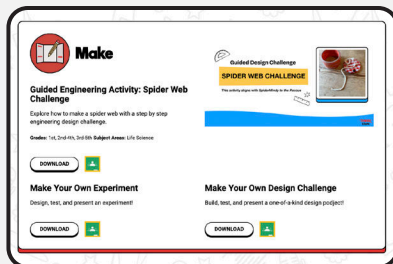 Make
Guided Design Challenge
SPIDER WEB CHALLENGE
Guided Engineering Activity: Spider Web
Challenge
Explore how to make a spider web with a step by step
engineering design challenge.
Grades: 1st, 2nd-4th, 3rd-5th Subject Areas: Life Science
DOWNLOAD
Make Your Own Experiment
Design, test, and present an experiment!
DOWNLOAD
Make Your Own Design Challenge
Build, test, and present a one-of-a-kind design podject!
DOWNLOAD